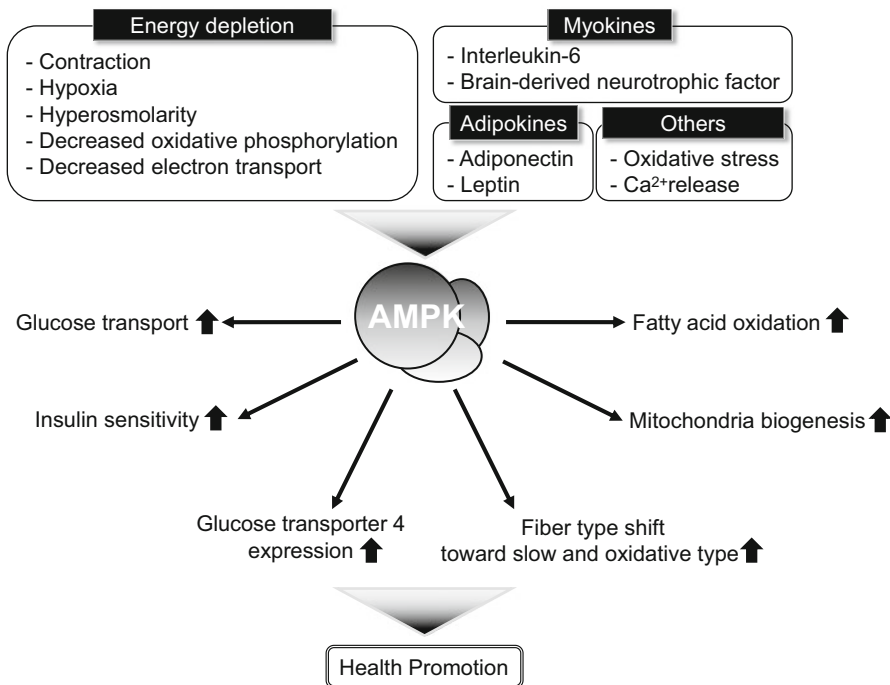 Energy depletion
- Contraction
- Hypoxia
- Hyperosmolarity
- Decreased oxidative phosphorylation
- Decreased electron transport
Myokines
- Interleukin-6
- Brain-derived neurotrophic factor
Adipokines
- Adiponectin
- Leptin
Others
- Oxidative stress
- Ca²⁺release
AMPK
Glucose transport
Fatty acid oxidation
Insulin sensitivity
Mitochondria biogenesis
Glucose transporter 4
expression
Fiber type shift
toward slow and oxidative type
Health Promotion